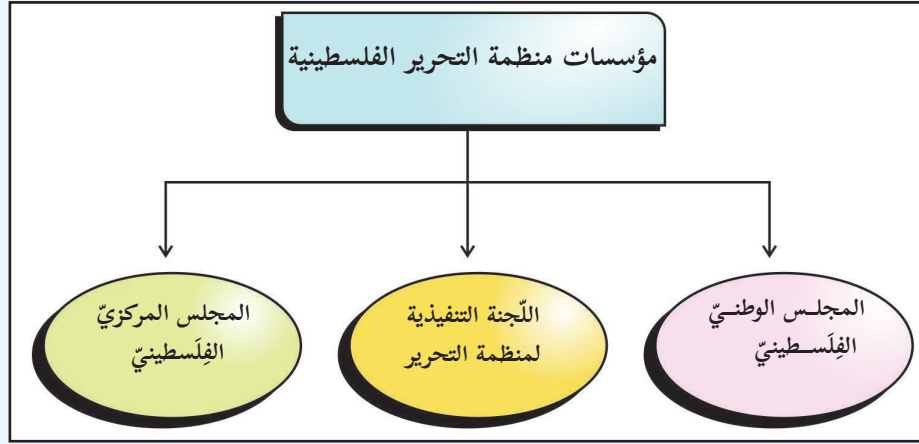 مؤسسات منظمة التحرير الفلسطينية
المجلـس الوطنـيّ
الفِلَسـطينيّ
اللّجنة التنفيذية
لمنظمة التحرير
المجلس المركزيّ
الفِلَسطينيّ